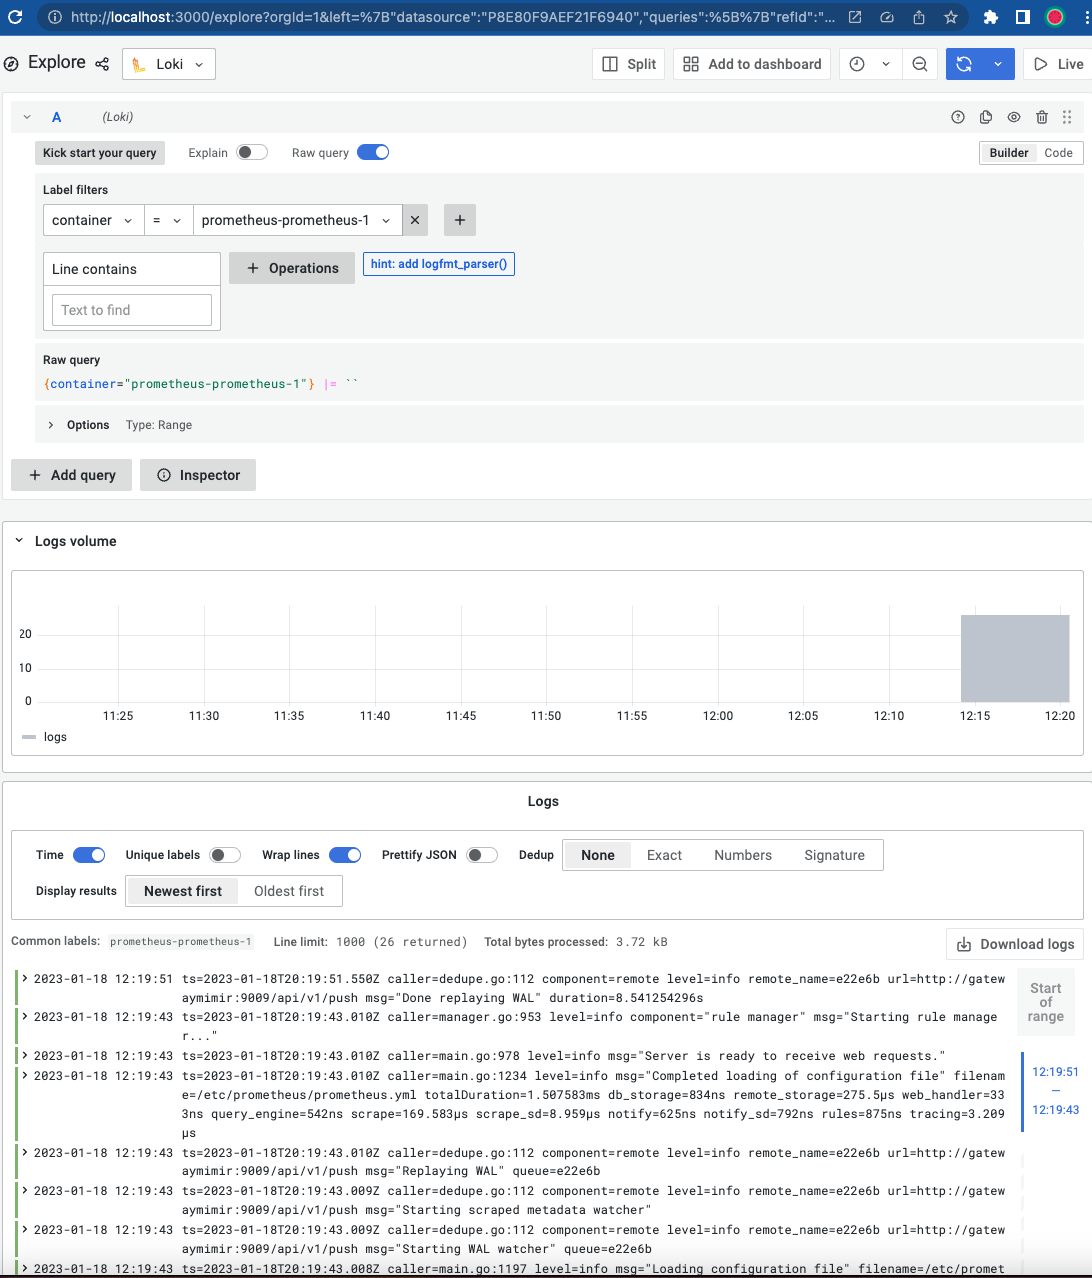 http://localhost:3000/explore?orgId=1&left=%7B"datasource":"P8E80F9AEF21F6940","queries":%5B%7B"refId":"...
Explore
Loki
Split
Add to dashboard
Live
A
(Loki)
Kick start your query
Explain
Raw query
Builder
Code
Label filters
container
=
prometheus-prometheus-1
Line contains
Operations
hint: add logfmt_parser()
Text to find
Raw query
{container="prometheus-prometheus-1"} |= ``
Options
Type: Range
Add query
Inspector
Logs volume
20
10
0
11:25 11:30 11:35 11:40 11:45 11:50 11:55 12:00 12:05 12:10 12:15 12:20
logs
Logs
Time
Unique labels
Wrap lines
Prettify JSON
Dedup
None
Exact
Numbers
Signature
Display results
Newest first
Oldest first
Common labels: prometheus-prometheus-1 Line limit: 1000 (26 returned) Total bytes processed: 3.72 kB
Download logs
2023-01-18 12:19:51 ts=2023-01-18T20:19:51.550Z caller=dedupe.go:112 component=remote level=info remote_name=e22e6b url=http://gatew
aymimir:9009/api/v1/push msg="Done replaying WAL" duration=8.541254296s
2023-01-18 12:19:43 ts=2023-01-18T20:19:43.010Z caller=manager.go:953 level=info component="rule manager" msg="Starting rule manage
r..."
2023-01-18 12:19:43 ts=2023-01-18T20:19:43.010Z caller=main.go:978 level=info msg="Server is ready to receive web requests."
2023-01-18 12:19:43 ts=2023-01-18T20:19:43.010Z caller=main.go:1234 level=info msg="Completed loading of configuration file" filenam
e=/etc/prometheus/prometheus.yml totalDuration=1.507583ms db_storage=834ns remote_storage=275.5µs web_handler=33
3ns query_engine=542ns scrape=169.583µs scrape_sd=8.959µs notify=625ns notify_sd=792ns rules=875ns tracing=3.209
µs
2023-01-18 12:19:43 ts=2023-01-18T20:19:43.010Z caller=dedupe.go:112 component=remote level=info remote_name=e22e6b url=http://gatew
aymimir:9009/api/v1/push msg="Replaying WAL" queue=e22e6b
2023-01-18 12:19:43 ts=2023-01-18T20:19:43.009Z caller=dedupe.go:112 component=remote level=info remote_name=e22e6b url=http://gatew
aymimir:9009/api/v1/push msg="Starting scraped metadata watcher"
2023-01-18 12:19:43 ts=2023-01-18T20:19:43.009Z caller=dedupe.go:112 component=remote level=info remote_name=e22e6b url=http://gatew
aymimir:9009/api/v1/push msg="Starting WAL watcher" queue=e22e6b
2023-01-18 12:19:43 ts=2023-01-18T20:19:43.008Z caller=main.go:1197 level=info msg="Loading configuration file" filename=/etc/promet
Start
of
range
12:19:51
—
12:19:43